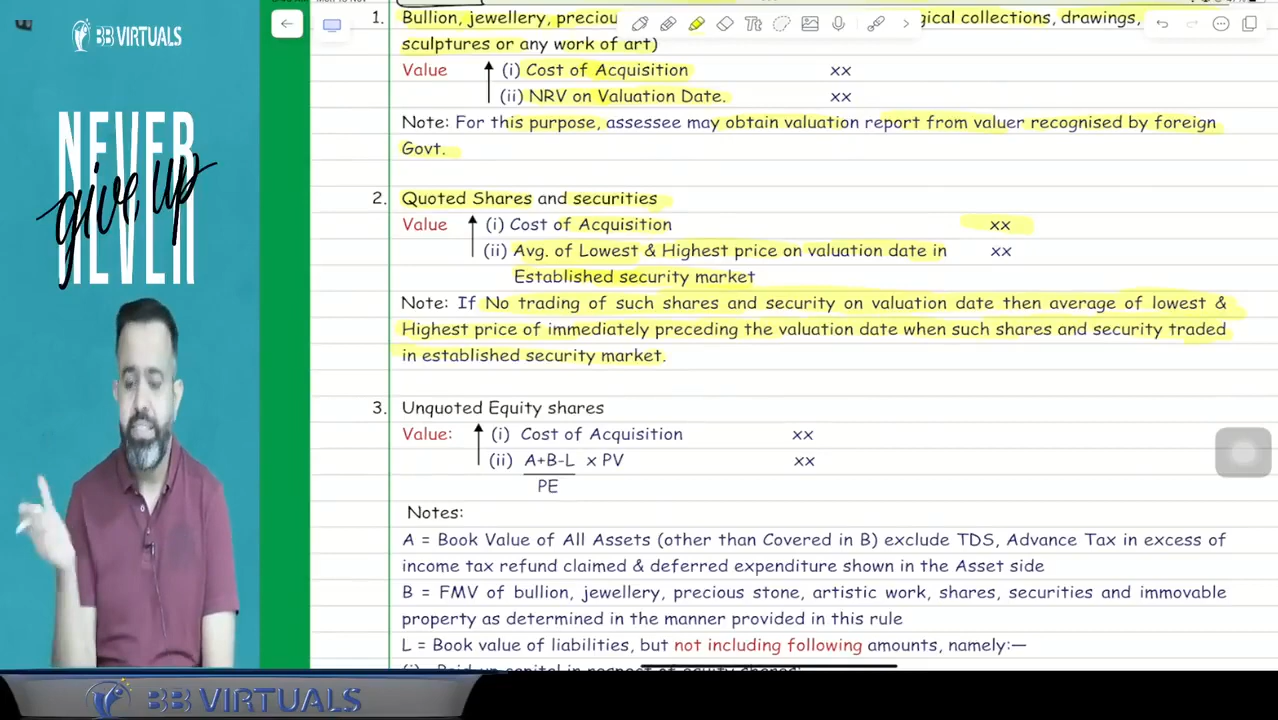 BB VIRTUALS
NEVER
give up
NEVER
1. Bullion, jewellery, preciou gical collections, drawings,
sculptures or any work of art)
Value (i) Cost of Acquisition xx
(ii) NRV on Valuation Date. xx
Note: For this purpose, assessee may obtain valuation report from valuer recognised by foreign
Govt.
2. Quoted Shares and securities
Value (i) Cost of Acquisition xx
(ii) Avg. of Lowest & Highest price on valuation date in xx
Established security market
Note: If No trading of such shares and security on valuation date then average of lowest &
Highest price of immediately preceding the valuation date when such shares and security traded
in established security market.
3. Unquoted Equity shares
Value: (i) Cost of Acquisition xx
(ii) A+B-L x PV xx
PE
Notes:
A = Book Value of All Assets (other than Covered in B) exclude TDS, Advance Tax in excess of
income tax refund claimed & deferred expenditure shown in the Asset side
B = FMV of bullion, jewellery, precious stone, artistic work, shares, securities and immovable
property as determined in the manner provided in this rule
L = Book value of liabilities, but not including following amounts, namely:—
(i) Paid up capital in respect of equity shares;
BB VIRTUALS